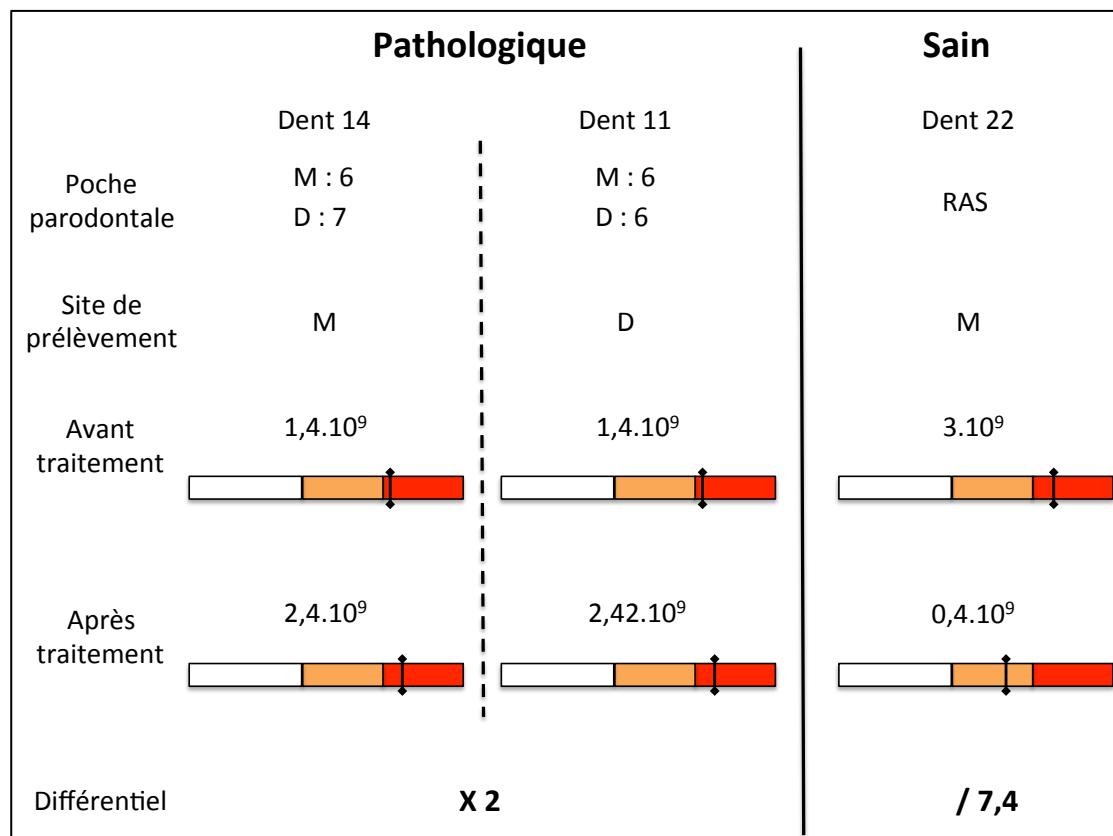 Pathologique
Sain
Dent 14
Dent 11
Dent 22
Poche
parodontale
M : 6
D : 7
M : 6
D : 6
RAS
Site de
prélèvement
M
D
M
Avant
traitement
1,4.10⁹
1,4.10⁹
3.10⁹
Après
traitement
2,4.10⁹
2,42.10⁹
0,4.10⁹
Différentiel
X 2
/ 7,4